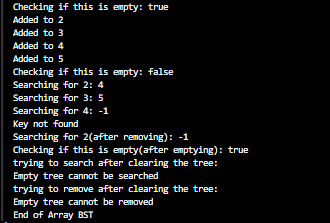 Checking if this is empty: true
Added to 2
Added to 3
Added to 4
Added to 5
Checking if this is empty: false
Searching for 2: 4
Searching for 3: 5
Searching for 4: -1
Key not found
Searching for 2(after removing): -1
Checking if this is empty(after emptying): true
trying to search after clearing the tree:
Empty tree cannot be searched
trying to remove after clearing the tree:
Empty tree cannot be removed
End of Array BST